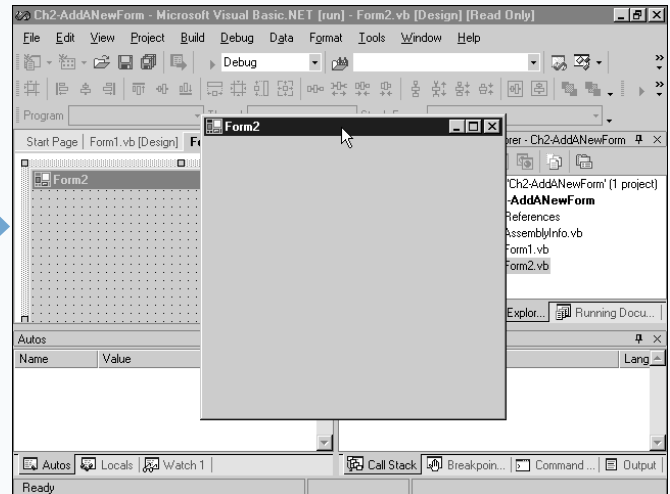 Ch2-AddANewForm - Microsoft Visual Basic.NET [run] - Form2.vb [Design] [Read Only]
File Edit View Project Build Debug Data Format Tools Window Help
Debug
Program
Start Page Form1.vb [Design]
Form2
Ch2-AddANewForm
Form2
'Ch2-AddANewForm' (1 project)
-AddANewForm
References
AssemblyInfo.vb
Form1.vb
Form2.vb
Explor... Running Docu...
Autos
Name Value
Lang
Autos Locals Watch 1
Call Stack Breakpoin... Command ... Output
Ready